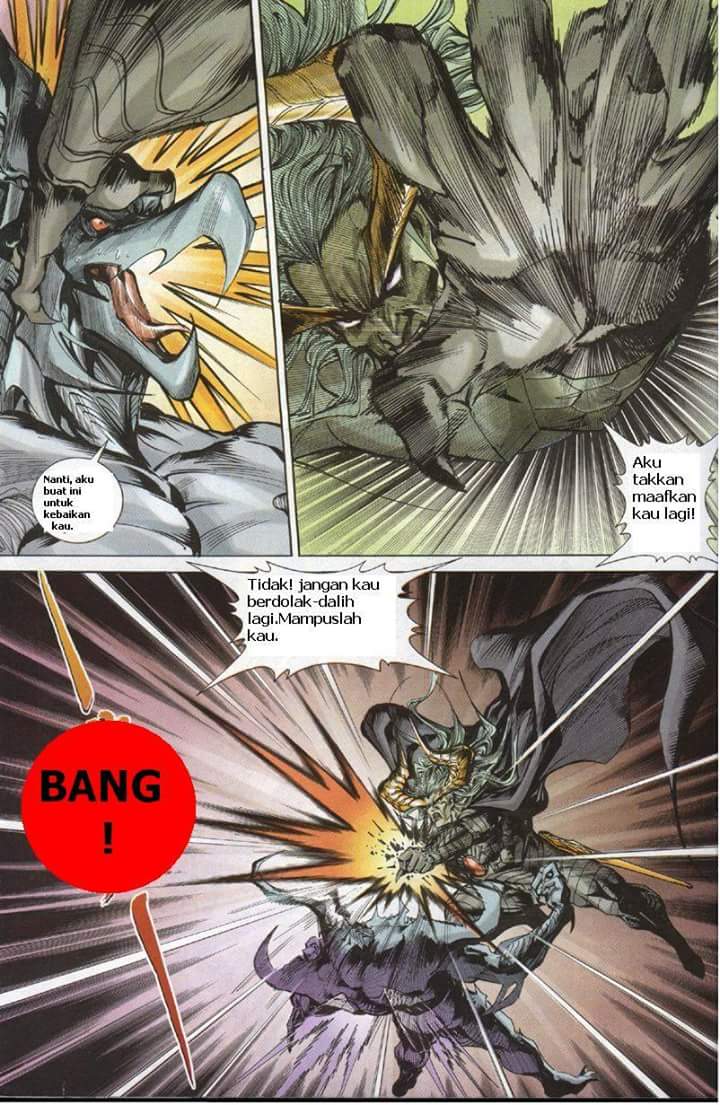 Nanti, aku
buat ini
untuk
kebaikan
kau.
Aku
takkan
maafkan
kau lagi!
Tidak! jangan kau
berdolak-dalih
lagi.Mampuslah
kau.
BANG
!